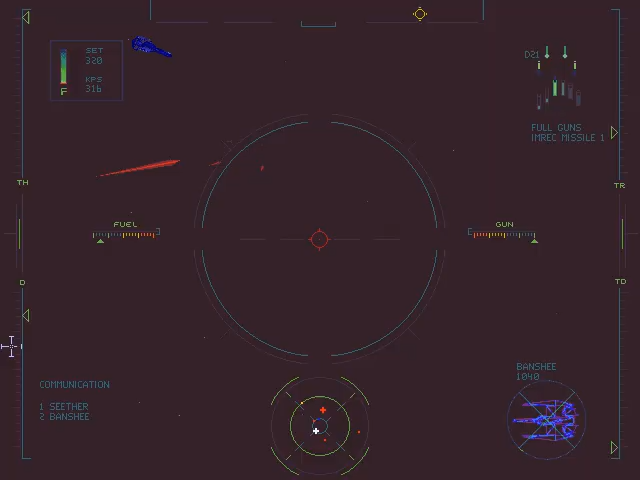 SET
320
KPS
316
F
D21
FULL GUNS
IMREC MISSILE 1
TH
TR
FUEL
GUN
D
TD
COMMUNICATION
1 SEETHER
2 BANSHEE
BANSHEE
1040